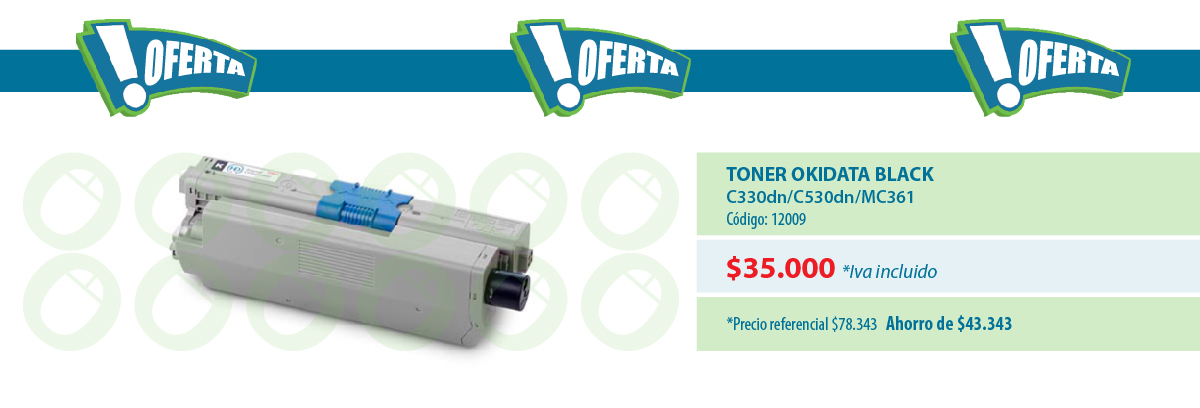 !OFERTA
!OFERTA
!OFERTA
K
TONER OKIDATA BLACK
C330dn/C530dn/MC361
Código: 12009
$35.000 *Iva incluido
*Precio referencial $78.343 Ahorro de $43.343